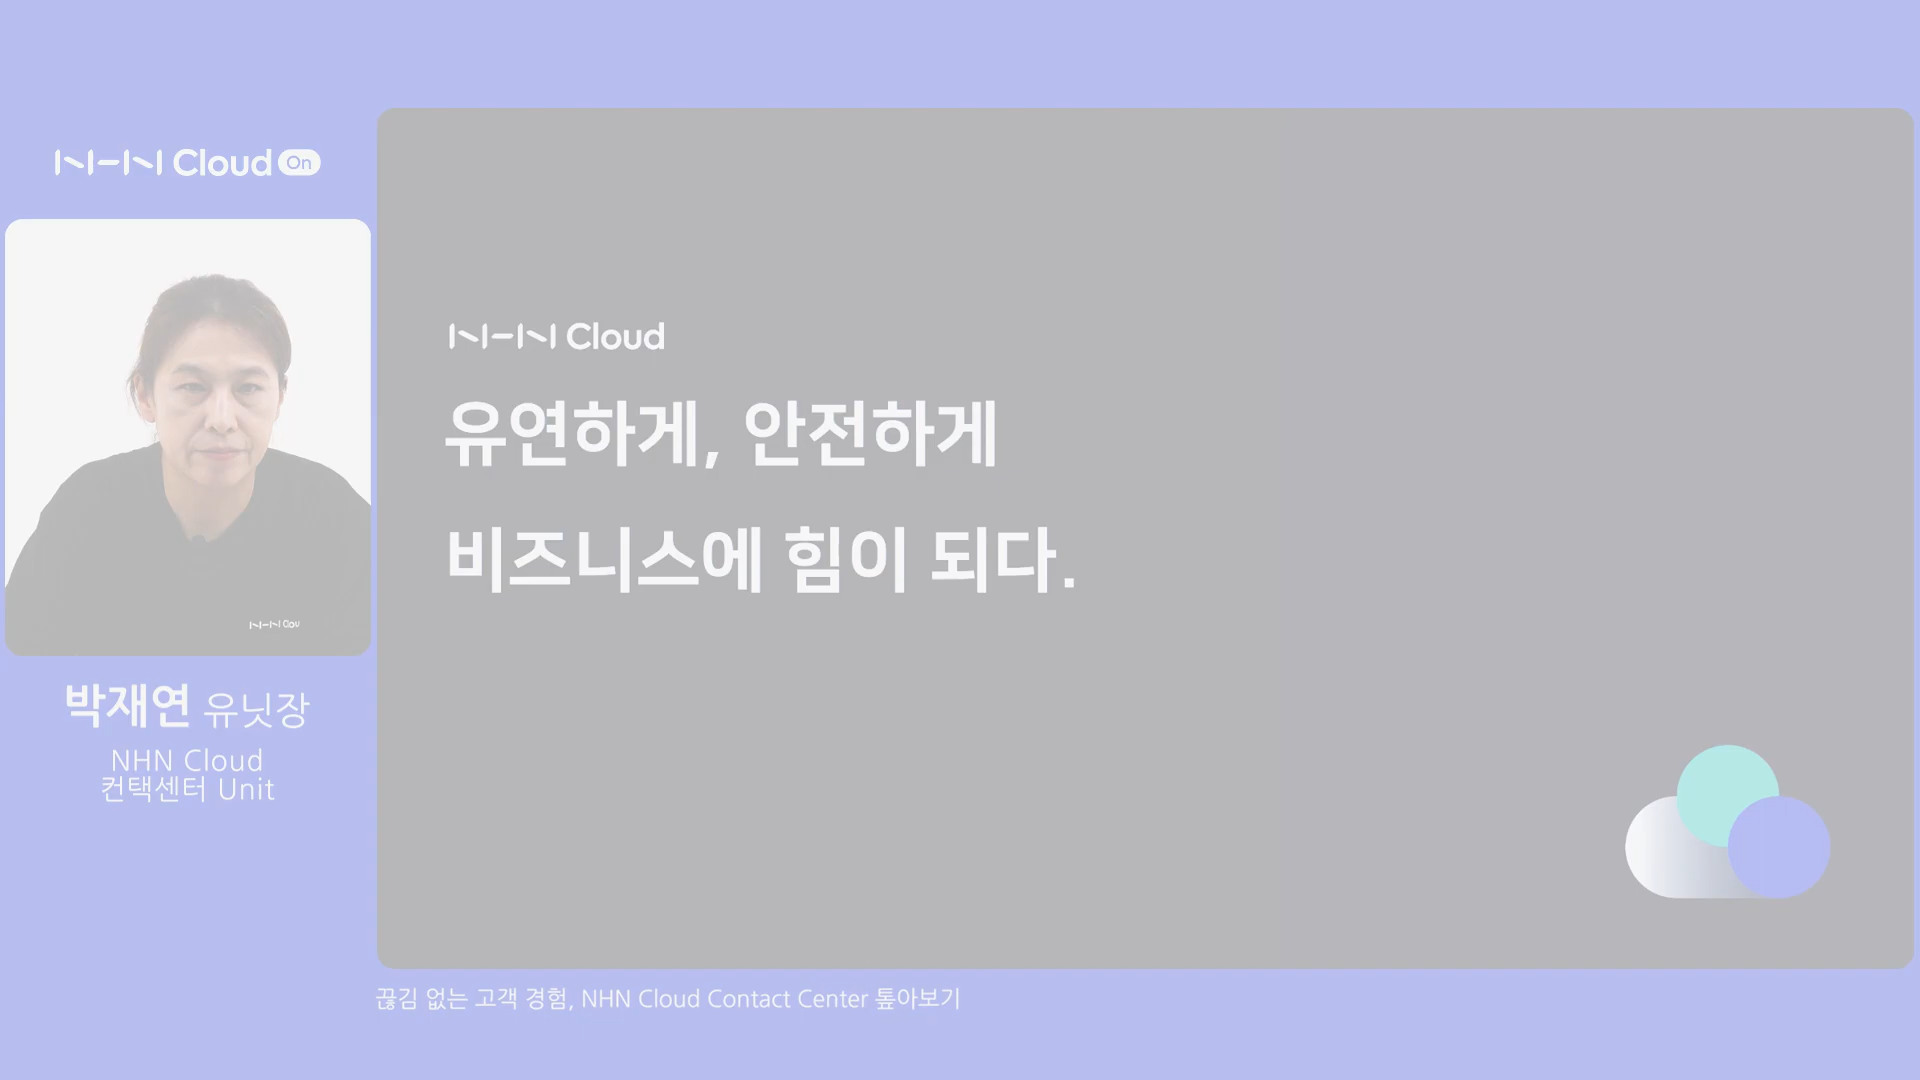 NHN Cloud On
NHN Clou
박재연 유닛장
NHN Cloud
컨택센터 Unit
NHN Cloud
유연하게, 안전하게
비즈니스에 힘이 되다.
끊김 없는 고객 경험, NHN Cloud Contact Center 톺아보기